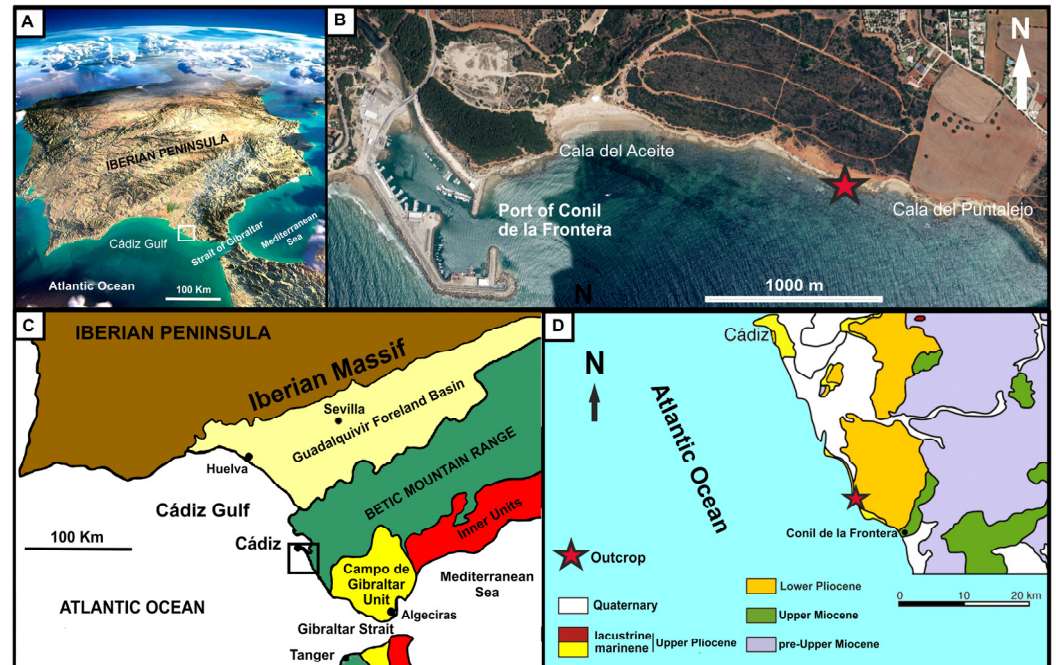 A
IBERIAN PENINSULA
Cádiz Gulf
Strait of Gibraltar
Mediterranean
Sea
Atlantic Ocean
100 Km
B
N
Cala del Aceite
Port of Conil
de la Frontera
Cala del Puntalejo
N
1000 m
C
IBERIAN PENINSULA
Iberian Massif
Sevilla
Guadalquivir Foreland Basin
Huelva
BETIC MOUNTAIN RANGE
Cádiz Gulf
Inner Units
100 Km
Cádiz
Campo de
Gibraltar
Unit
Mediterranean
Sea
ATLANTIC OCEAN
Algeciras
Gibraltar Strait
Tanger
D
Cádiz
N
Atlantic Ocean
Conil de la Frontera
Outcrop
Quaternary
lacustrine
marinene
Upper Pliocene
Lower Pliocene
Upper Miocene
pre-Upper Miocene
0 10 20 km